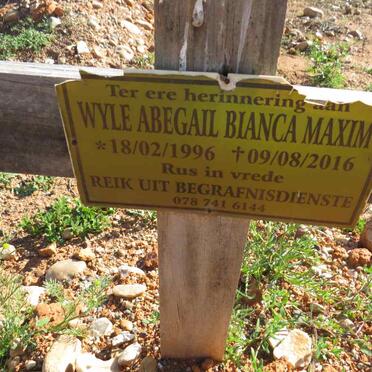 Ter ere herinnering aan
WYLE ABEGAIL BIANCA MAXIM
*18/02/1996 †09/08/2016
Rus in vrede
REIK UIT BEGRAFNISDIENSTE
078 741 6144